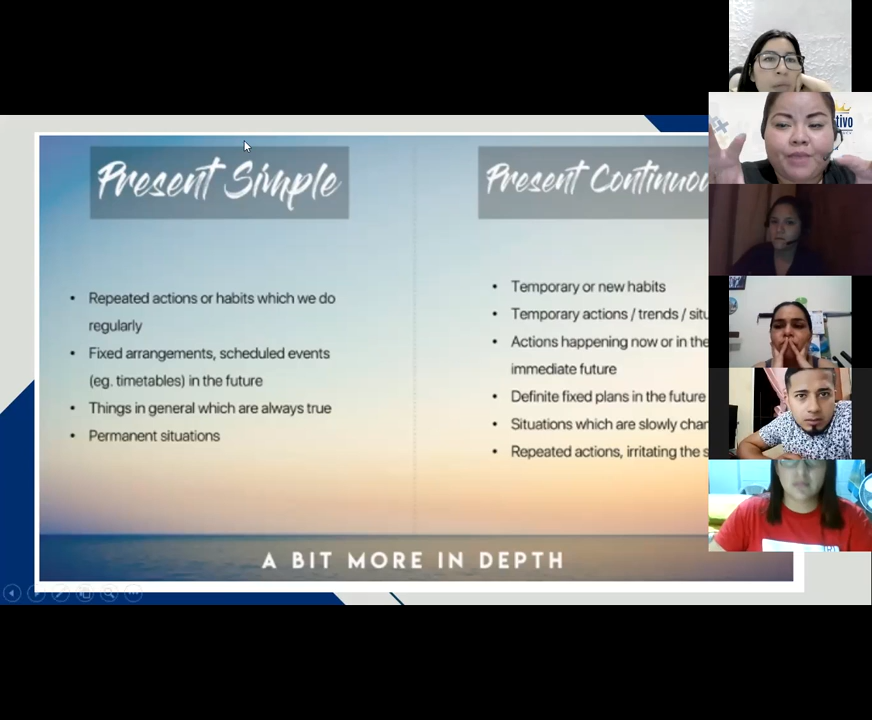 Present Simple
Repeated actions or habits which we do
regularly
Fixed arrangements, scheduled events
(eg. timetables) in the future
Things in general which are always true
Permanent situations
Present
Temporary or new habits
Temporary actions / trends /
Actions happening now or in the
immediate future
Definite fixed plans in the future
Situations which are slowly
Repeated actions, irritating the
A BIT MORE IN DEPTH